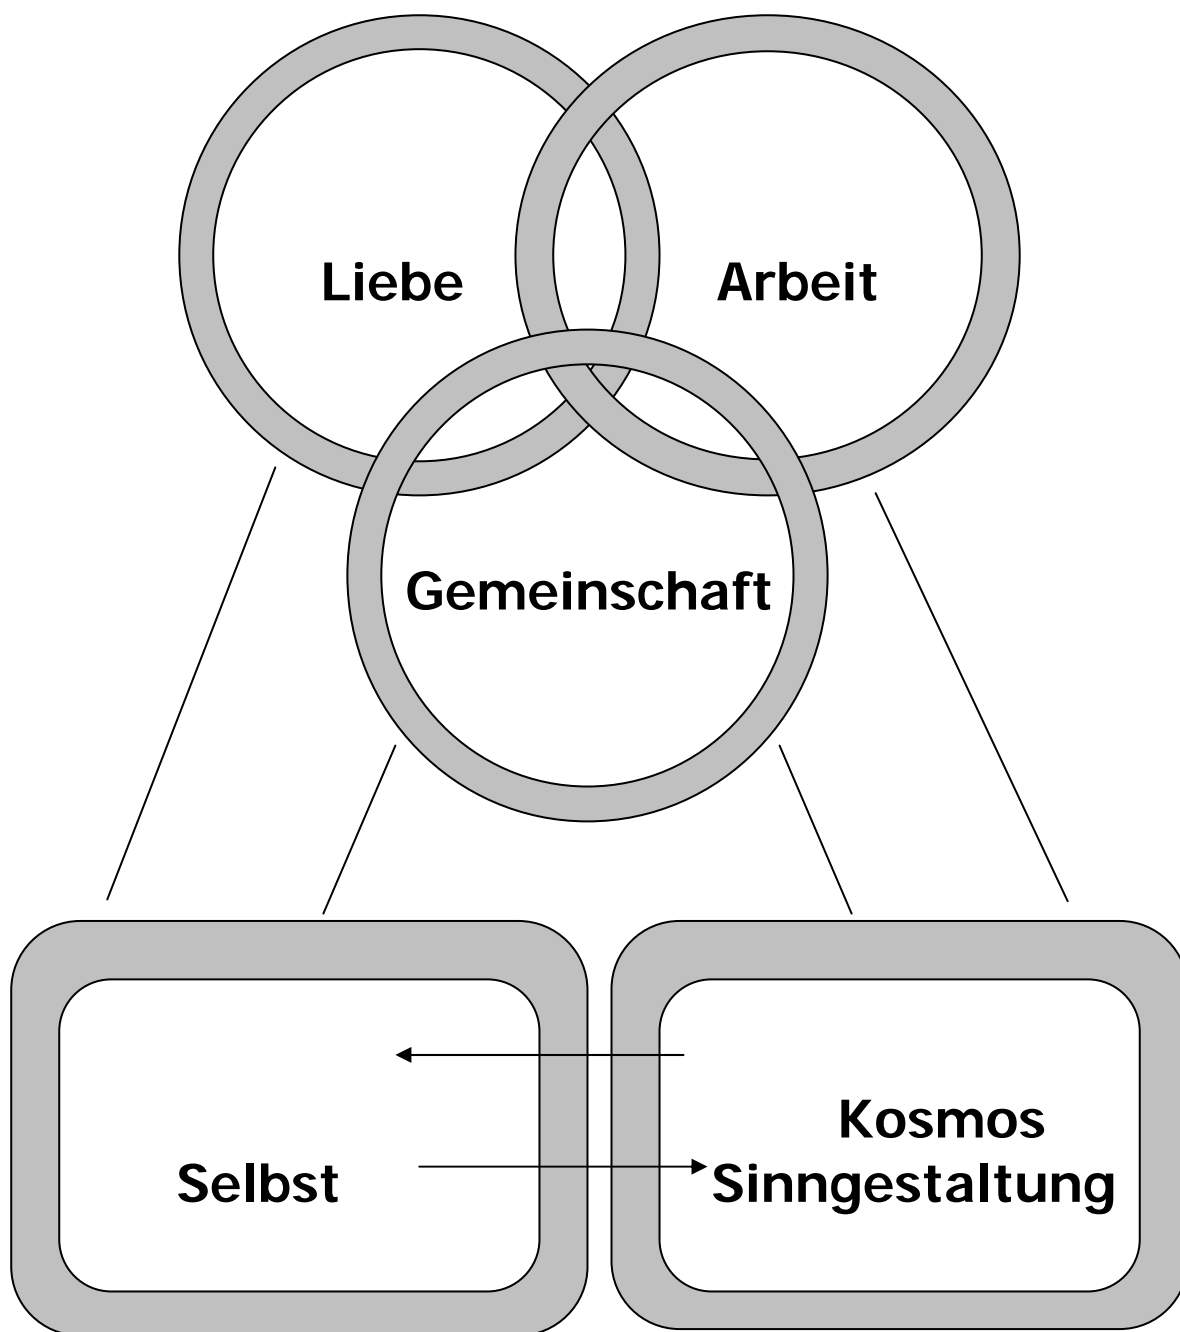 Liebe
Arbeit
Gemeinschaft
Selbst
Kosmos
Sinngestaltung